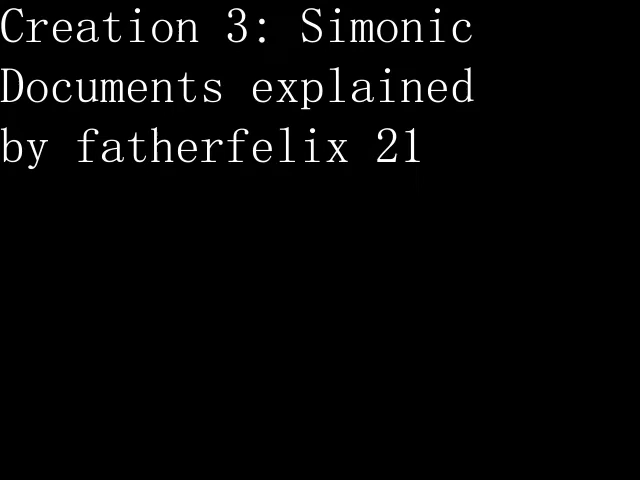 Creation 3: Simonic
Documents explained
by fatherfelix 21